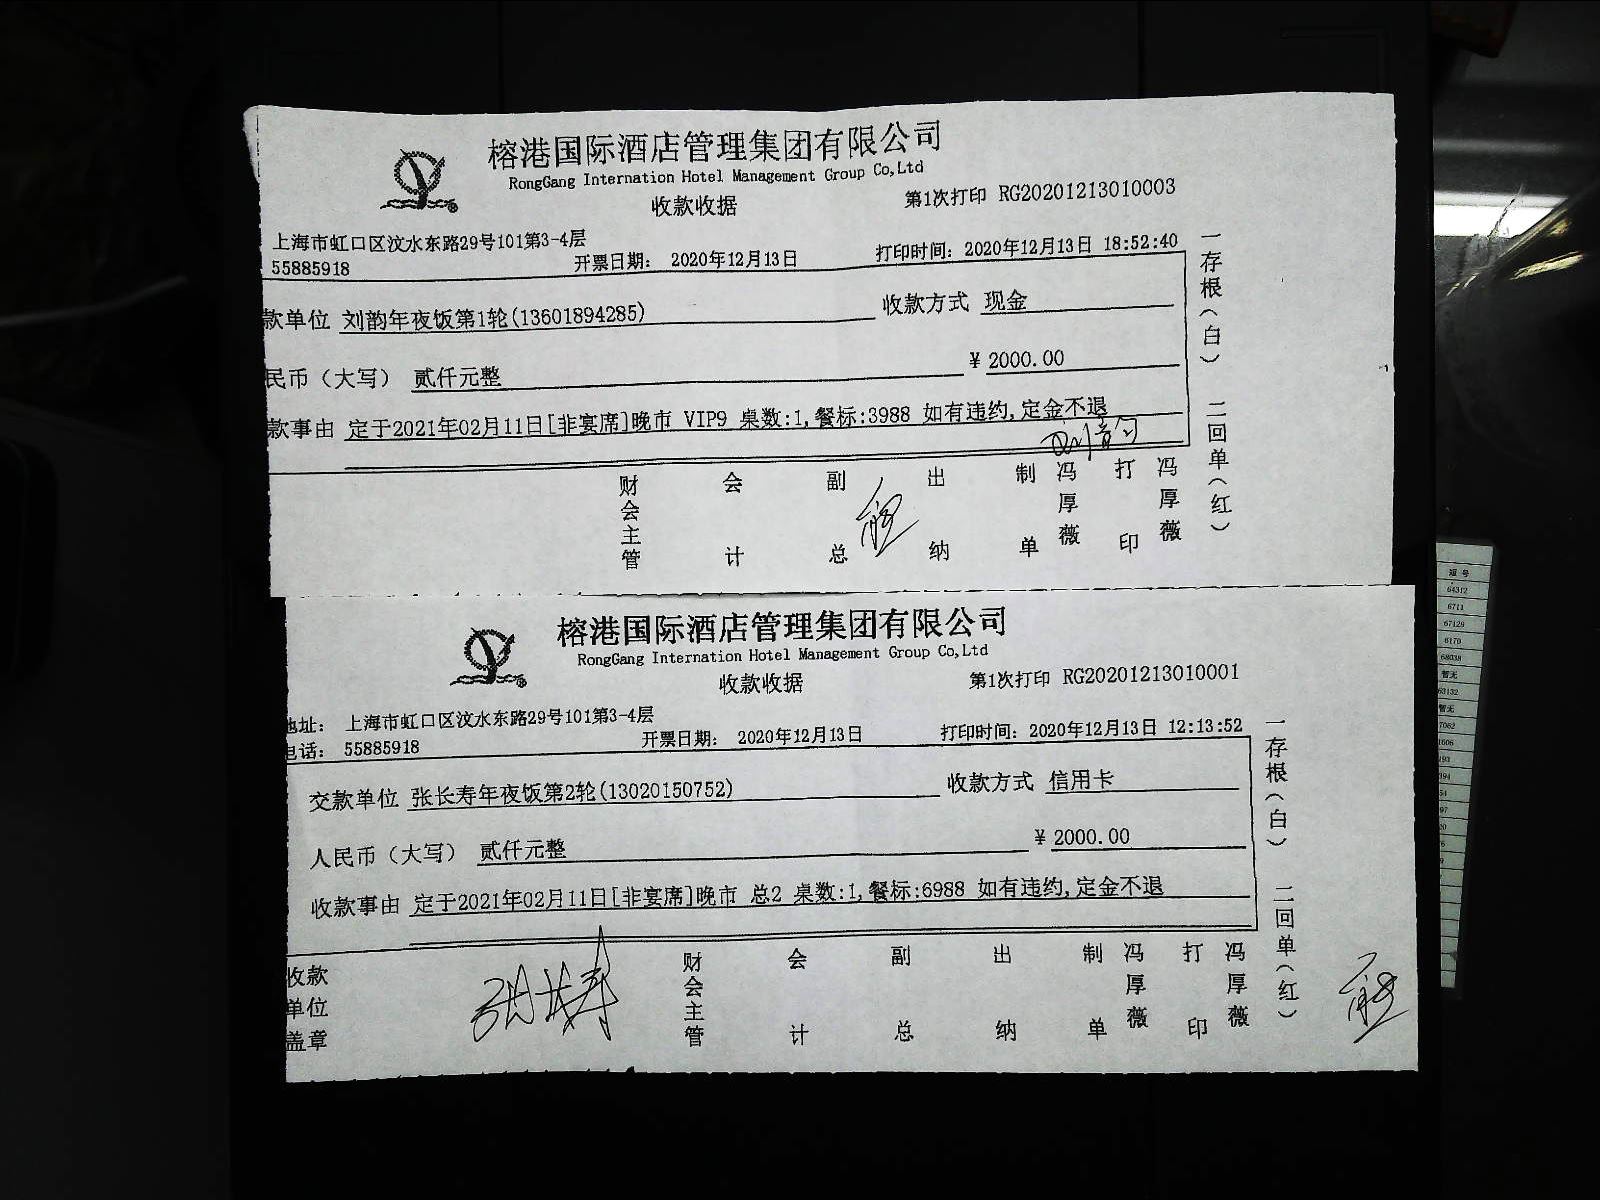 榕港国际酒店管理集团有限公司
RongGang Internation Hotel Management Group Co,Ltd
收款收据
第1次打印 RG20201213010003
上海市虹口区汶水东路29号101第3-4层
55885918 开票日期： 2020年12月13日 打印时间：2020年12月13日 18:52:40
款单位 刘韵年夜饭第1轮(13601894285) 收款方式 现金
民币（大写） 贰仟元整 ¥ 2000.00
款事由 定于2021年02月11日[非宴席]晚市 VIP9 桌数:1,餐标:3988 如有违约,定金不退
刘韵
财会主管 会计 副总 出纳 制单 冯厚薇 打印 冯厚薇
一存根（白） 二回单（红）
榕港国际酒店管理集团有限公司
RongGang Internation Hotel Management Group Co,Ltd
收款收据
第1次打印 RG20201213010001
地址： 上海市虹口区汶水东路29号101第3-4层
电话： 55885918 开票日期： 2020年12月13日 打印时间：2020年12月13日 12:13:52
交款单位 张长寿年夜饭第2轮(13020150752) 收款方式 信用卡
人民币（大写） 贰仟元整 ¥ 2000.00
收款事由 定于2021年02月11日[非宴席]晚市 总2 桌数:1,餐标:6988 如有违约,定金不退
收款单位盖章 张长寿 财会主管 会计 副总 出纳 制单 冯厚薇 打印 冯厚薇
一存根（白） 二回单（红）
短号
64312
6711
67129
6170
68038
暂无
63132
暂无